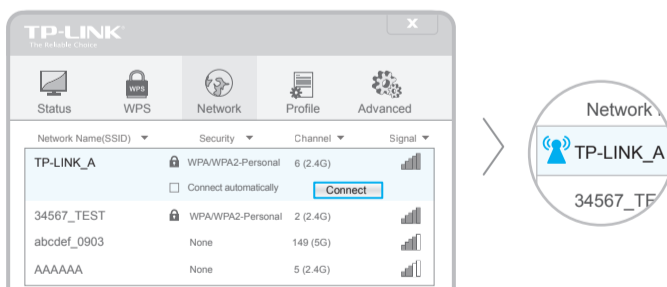 TP-LINK®
The Reliable Choice
X
WPS
Status WPS Network Profile Advanced
Network Name(SSID) Security Channel Signal
TP-LINK_A WPA/WPA2-Personal 6 (2.4G)
Connect automatically Connect
34567_TEST WPA/WPA2-Personal 2 (2.4G)
abcdef_0903 None 149 (5G)
AAAAAA None 5 (2.4G)
Network
TP-LINK_A
34567_TE